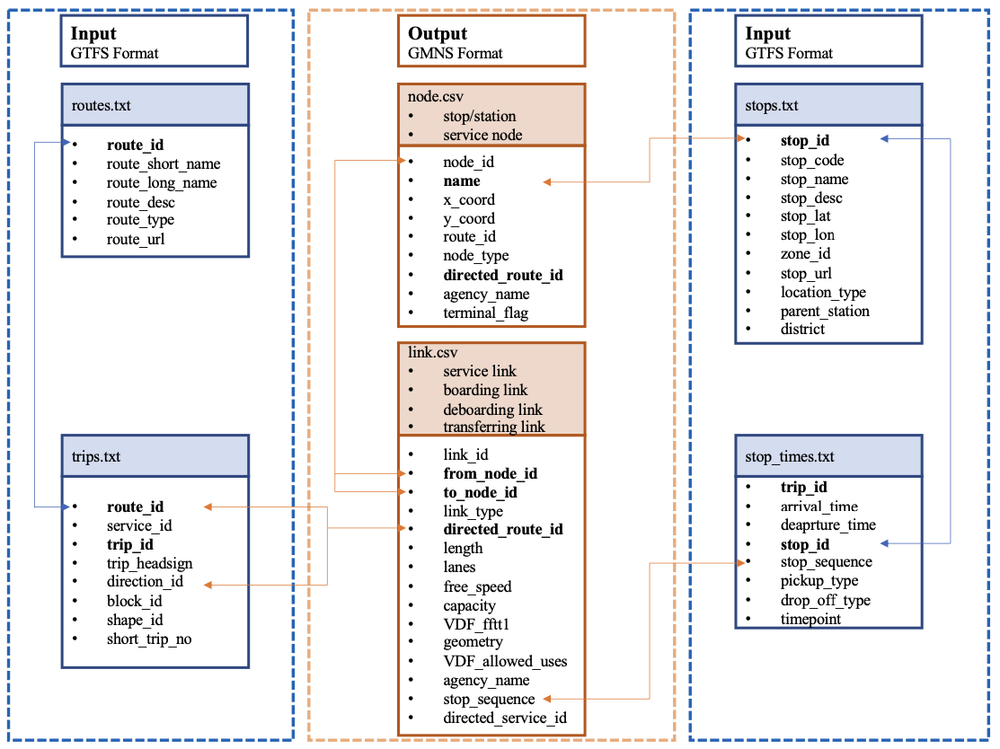 Input
GTFS Format
routes.txt
• route_id
• route_short_name
• route_long_name
• route_desc
• route_type
• route_url
trips.txt
• route_id
• service_id
• trip_id
• trip_headsign
• direction_id
• block_id
• shape_id
• short_trip_no
Output
GMNS Format
node.csv
• stop/station
• service node
• node_id
• name
• x_coord
• y_coord
• route_id
• node_type
• directed_route_id
• agency_name
• terminal_flag
link.csv
• service link
• boarding link
• deboarding link
• transferring link
• link_id
• from_node_id
• to_node_id
• link_type
• directed_route_id
• length
• lanes
• free_speed
• capacity
• VDF_fftt1
• geometry
• VDF_allowed_uses
• agency_name
• stop_sequence
• directed_service_id
Input
GTFS Format
stops.txt
• stop_id
• stop_code
• stop_name
• stop_desc
• stop_lat
• stop_lon
• zone_id
• stop_url
• location_type
• parent_station
• district
stop_times.txt
• trip_id
• arrival_time
• deaprture_time
• stop_id
• stop_sequence
• pickup_type
• drop_off_type
• timepoint